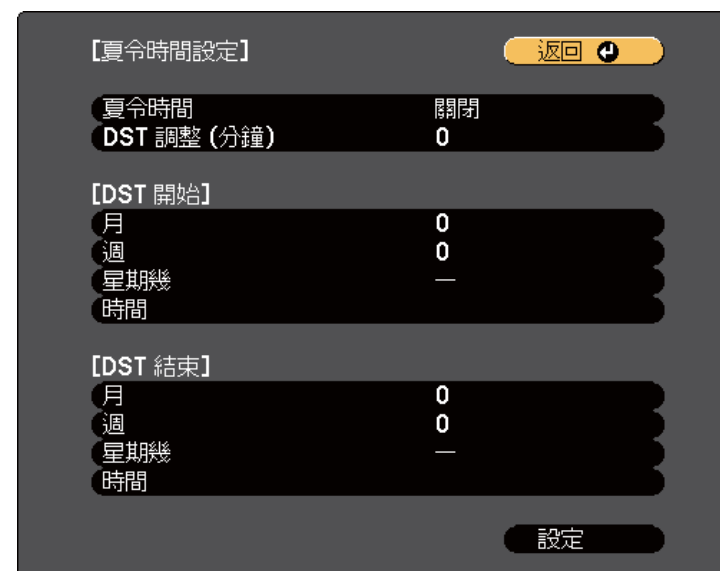 [夏令時間設定]
返回
夏令時間 關閉
DST 調整 (分鐘) 0
[DST 開始]
月 0
週 0
星期幾 —
時間
[DST 結束]
月 0
週 0
星期幾 —
時間
設定